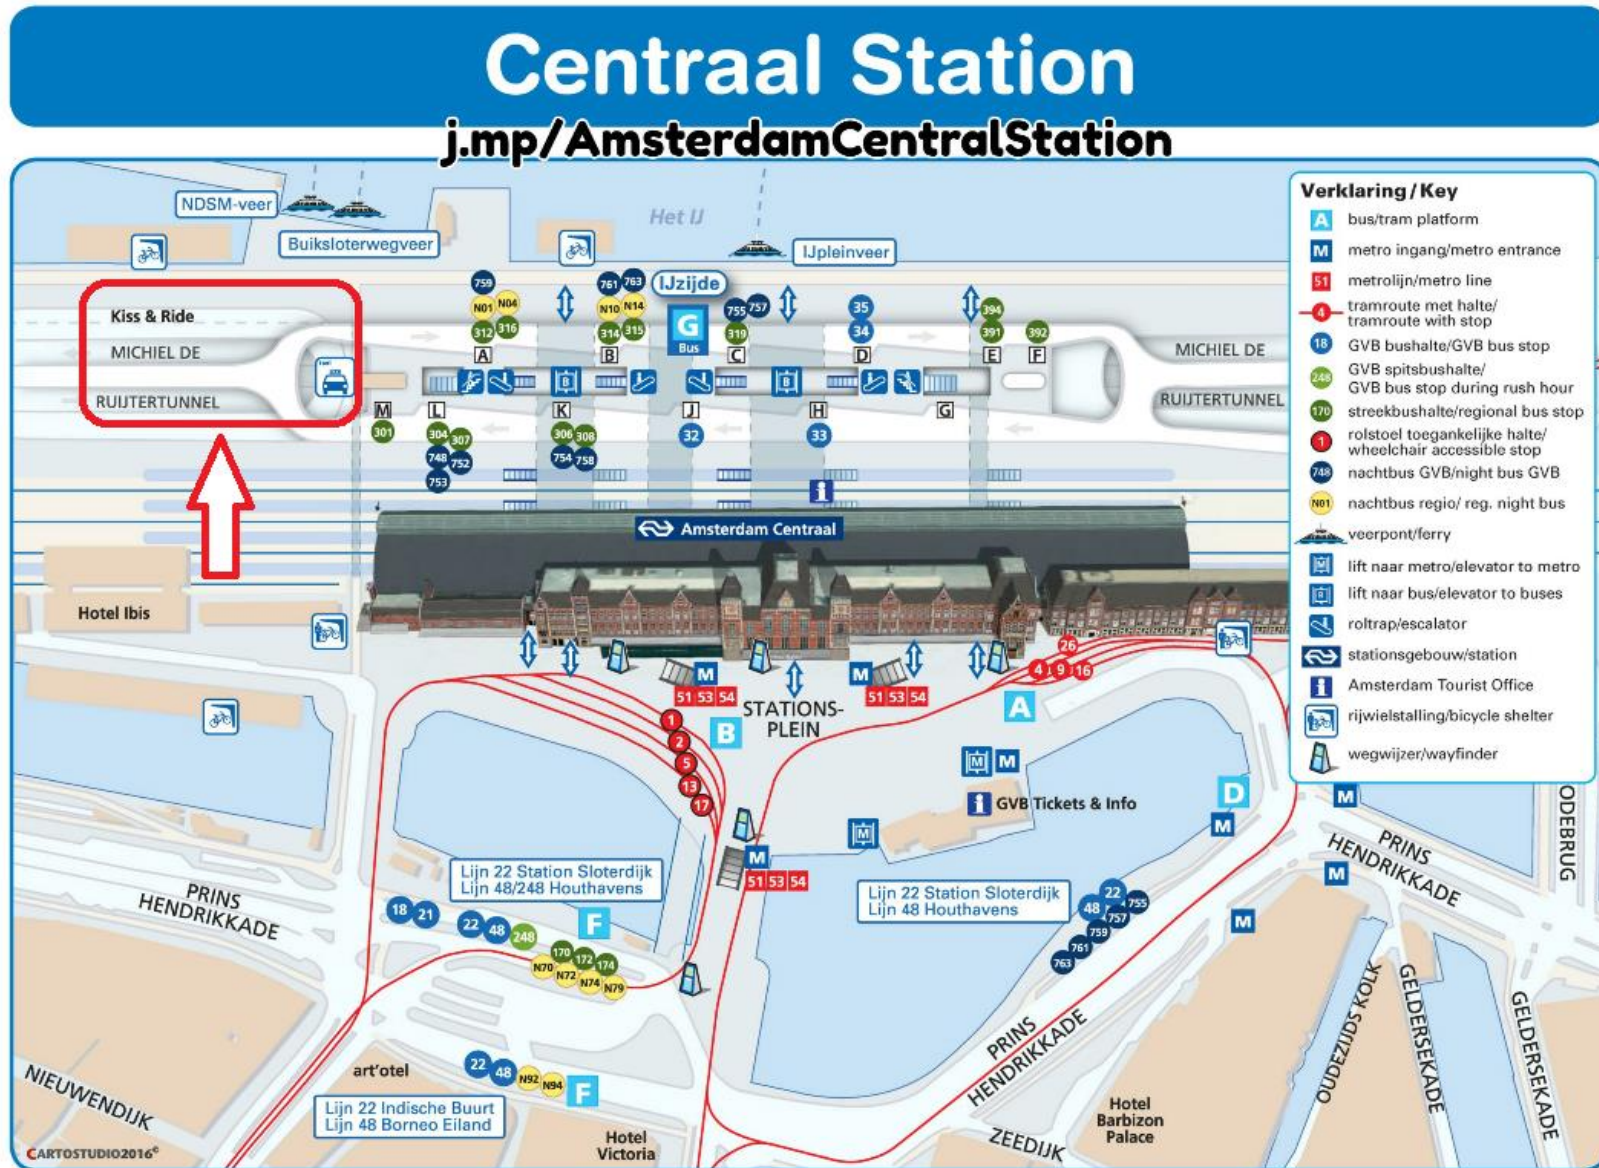 Centraal Station
j.mp/AmsterdamCentralStation
NDSM-veer
Buiksloterwegveer
Het IJ
IJpleinveer
IJzijde
G
Bus
Kiss & Ride
MICHIEL DE
RUIJTERTUNNEL
MICHIEL DE
RUIJTERTUNNEL
759
N01 N04
312 316
A
761 763
N10 N14
314 315
B
755 757
319
C
35
34
D
394
391
E
392
F
M
301
L
304 307
748 752
753
K
306 308
754 758
J
32
H
33
G
Amsterdam Centraal
Hotel Ibis
26
4 9 16
A
M
51 53 54
M
51 53 54
STATIONS-
PLEIN
B
1
2
5
13
17
M
M
GVB Tickets & Info
M
M
51 53 54
D
M
M
M
M
PRINS
HENDRIKKADE
ODEBRUG
Lijn 22 Station Sloterdijk
Lijn 48/248 Houthavens
Lijn 22 Station Sloterdijk
Lijn 48 Houthavens
PRINS
HENDRIKKADE
18 21
22 48 248
F
170 172 174
N70 N72 N74 N79
48 22 755
757
759
761
763
PRINS
HENDRIKKADE
OUDEZIJDS KOLK
GELDERSEKADE
GELDERSEKADE
NIEUWENDIJK
art'otel
22 48 N92 N94
F
Lijn 22 Indische Buurt
Lijn 48 Borneo Eiland
Hotel
Victoria
Hotel
Barbizon
Palace
ZEEDIJK
CARTOSTUDIO2016©
Verklaring/Key
A bus/tram platform
M metro ingang/metro entrance
51 metrolijn/metro line
4 tramroute met halte/
tramroute with stop
18 GVB bushalte/GVB bus stop
248 GVB spitsbushalte/
GVB bus stop during rush hour
170 streekbushalte/regional bus stop
1 rolstoel toegankelijke halte/
wheelchair accessible stop
748 nachtbus GVB/night bus GVB
N01 nachtbus regio/ reg. night bus
veerpont/ferry
M lift naar metro/elevator to metro
B lift naar bus/elevator to buses
roltrap/escalator
stationsgebouw/station
i Amsterdam Tourist Office
rijwielstalling/bicycle shelter
wegwijzer/wayfinder